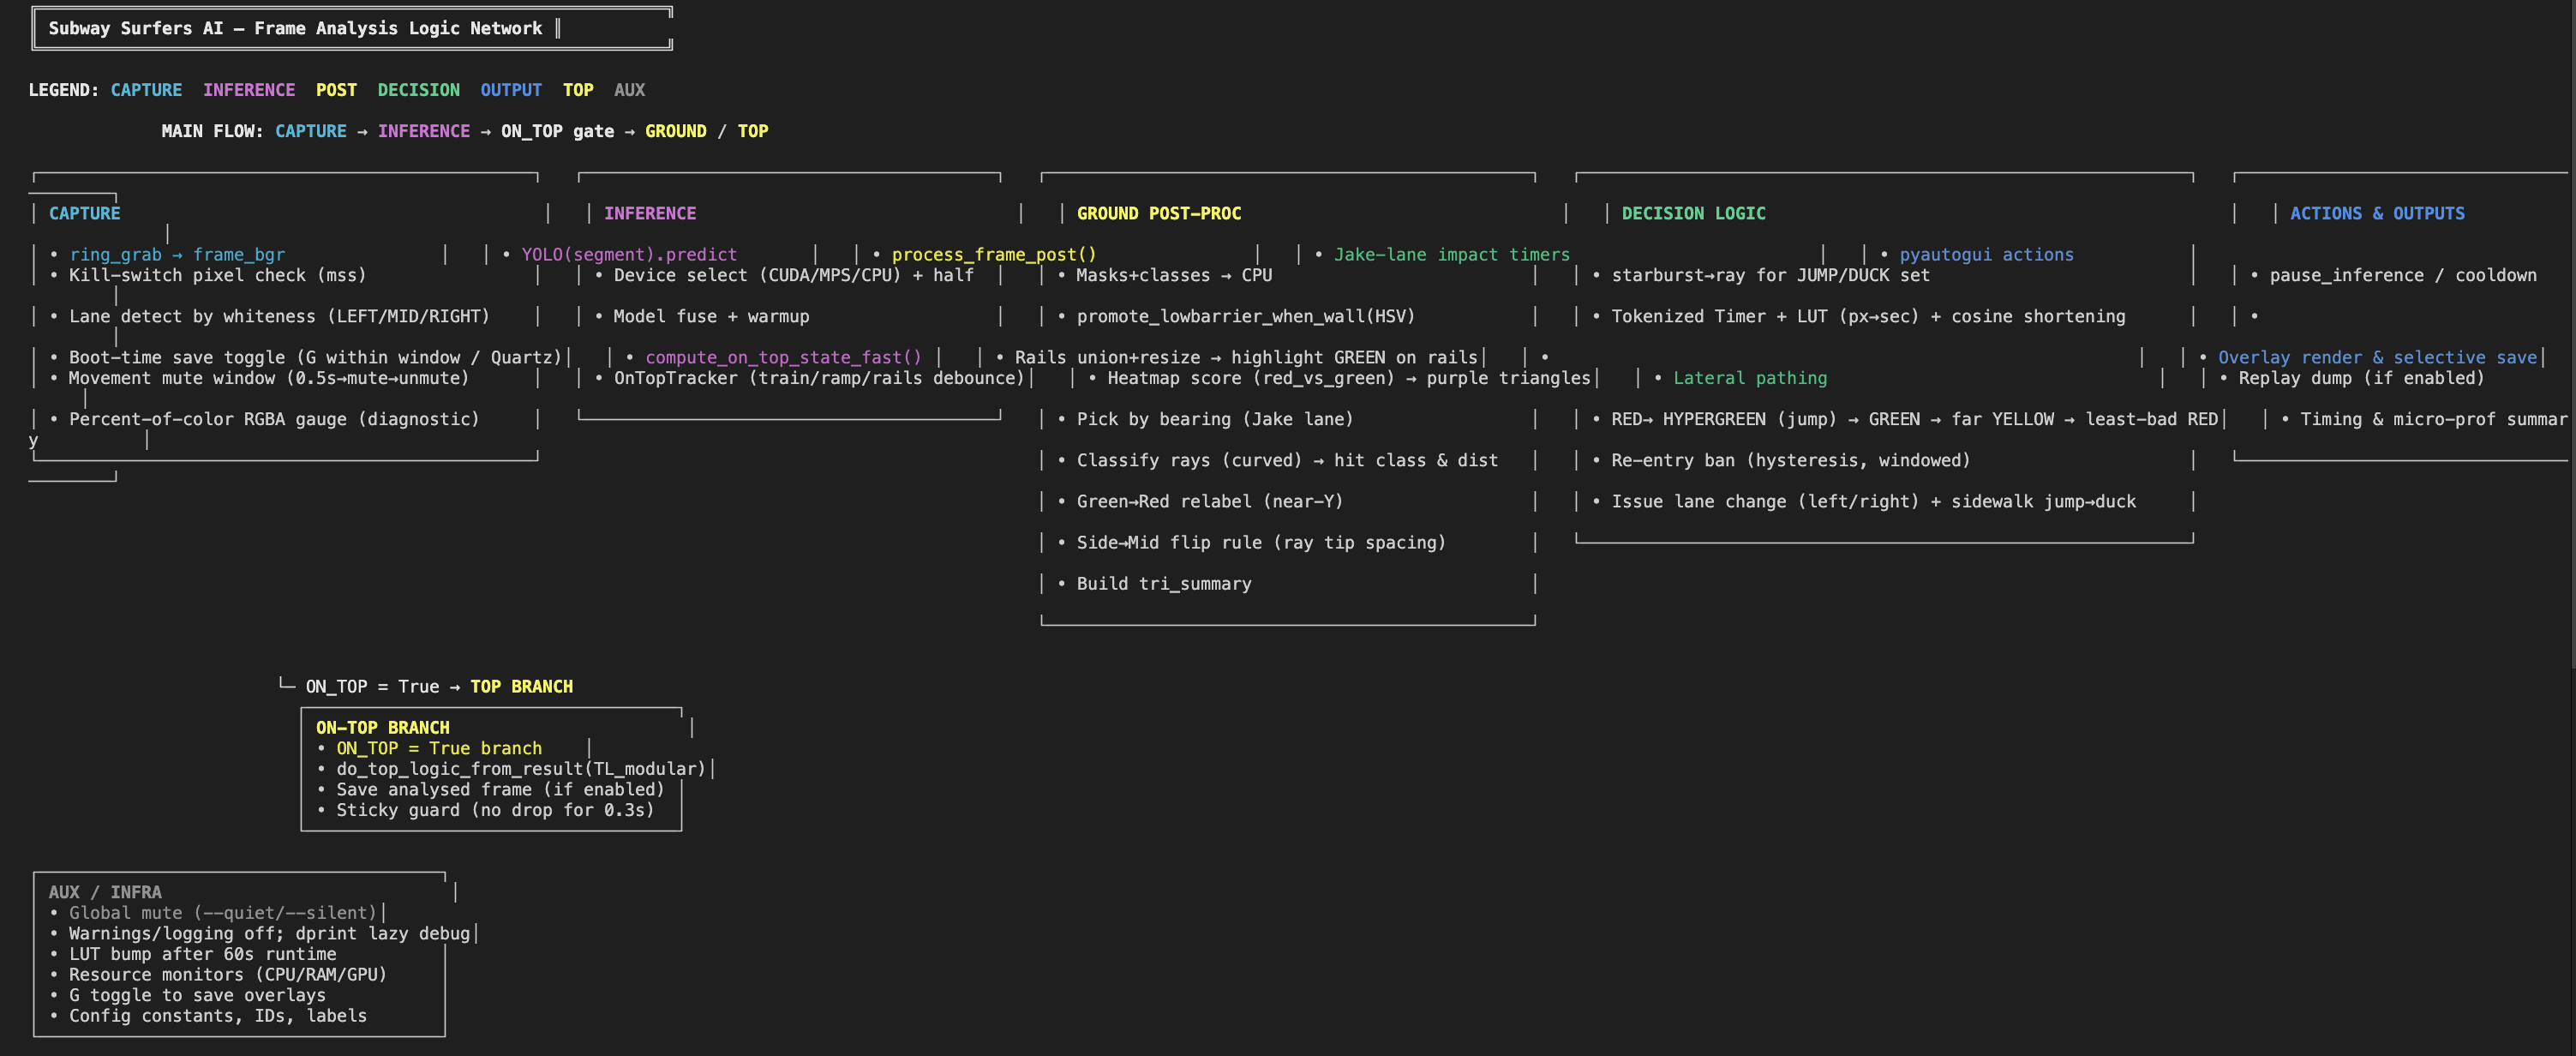 Subway Surfers AI — Frame Analysis Logic Network
LEGEND: CAPTURE INFERENCE POST DECISION OUTPUT TOP AUX
MAIN FLOW: CAPTURE → INFERENCE → ON_TOP gate → GROUND / TOP
CAPTURE
• ring_grab → frame_bgr
• Kill-switch pixel check (mss)
• Lane detect by whiteness (LEFT/MID/RIGHT)
• Boot-time save toggle (G within window / Quartz)
• Movement mute window (0.5s→mute→unmute)
• Percent-of-color RGBA gauge (diagnostic)
INFERENCE
• YOLO(segment).predict
• Device select (CUDA/MPS/CPU) + half
• Model fuse + warmup
• compute_on_top_state_fast()
• OnTopTracker (train/ramp/rails debounce)
GROUND POST-PROC
• process_frame_post()
• Masks+classes → CPU
• promote_lowbarrier_when_wall(HSV)
• Rails union+resize → highlight GREEN on rails
• Heatmap score (red_vs_green) → purple triangles
• Pick by bearing (Jake lane)
• Classify rays (curved) → hit class & dist
• Green→Red relabel (near-Y)
• Side→Mid flip rule (ray tip spacing)
• Build tri_summary
DECISION LOGIC
• Jake-lane impact timers
• starburst→ray for JUMP/DUCK set
• Tokenized Timer + LUT (px→sec) + cosine shortening
•
• Lateral pathing
• RED→ HYPERGREEN (jump) → GREEN → far YELLOW → least-bad RED
• Re-entry ban (hysteresis, windowed)
• Issue lane change (left/right) + sidewalk jump→duck
ACTIONS & OUTPUTS
• pyautogui actions
• pause_inference / cooldown
•
• Overlay render & selective save
• Replay dump (if enabled)
• Timing & micro-prof summar
y
└─ ON_TOP = True → TOP BRANCH
ON-TOP BRANCH
• ON_TOP = True branch
• do_top_logic_from_result(TL_modular)
• Save analysed frame (if enabled)
• Sticky guard (no drop for 0.3s)
AUX / INFRA
• Global mute (--quiet/--silent)
• Warnings/logging off; dprint lazy debug
• LUT bump after 60s runtime
• Resource monitors (CPU/RAM/GPU)
• G toggle to save overlays
• Config constants, IDs, labels